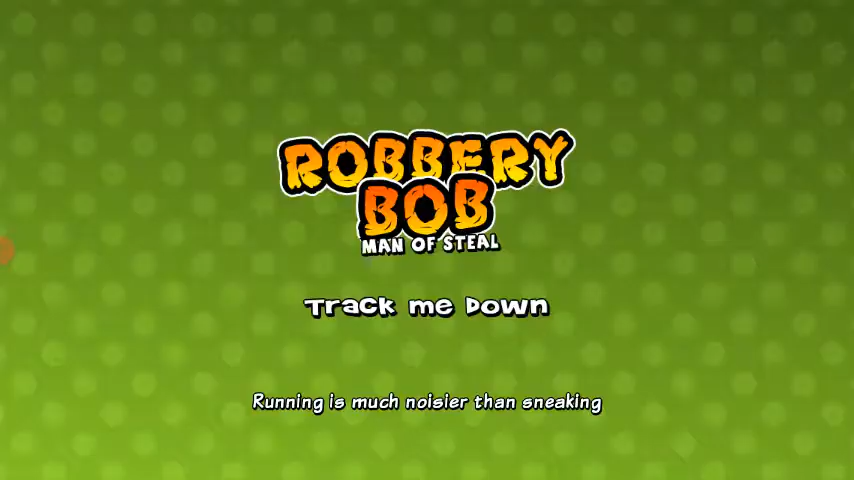 ROBBERY
BOB
MAN OF STEAL
Track me Down
Running is much noisier than sneaking